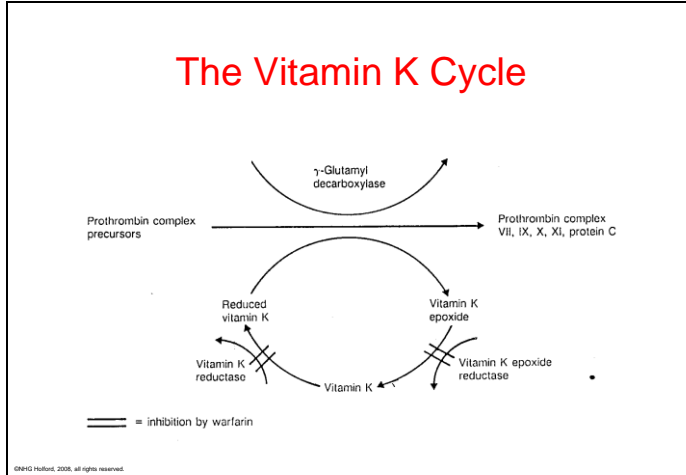 The Vitamin K Cycle
γ-Glutamyl
decarboxylase
Prothrombin complex
precursors
Prothrombin complex
VII, IX, X, XI, protein C
Reduced
vitamin K
Vitamin K
epoxide
Vitamin K
reductase
Vitamin K epoxide
reductase
Vitamin K
= inhibition by warfarin
©NHG Holford, 2008, all rights reserved.